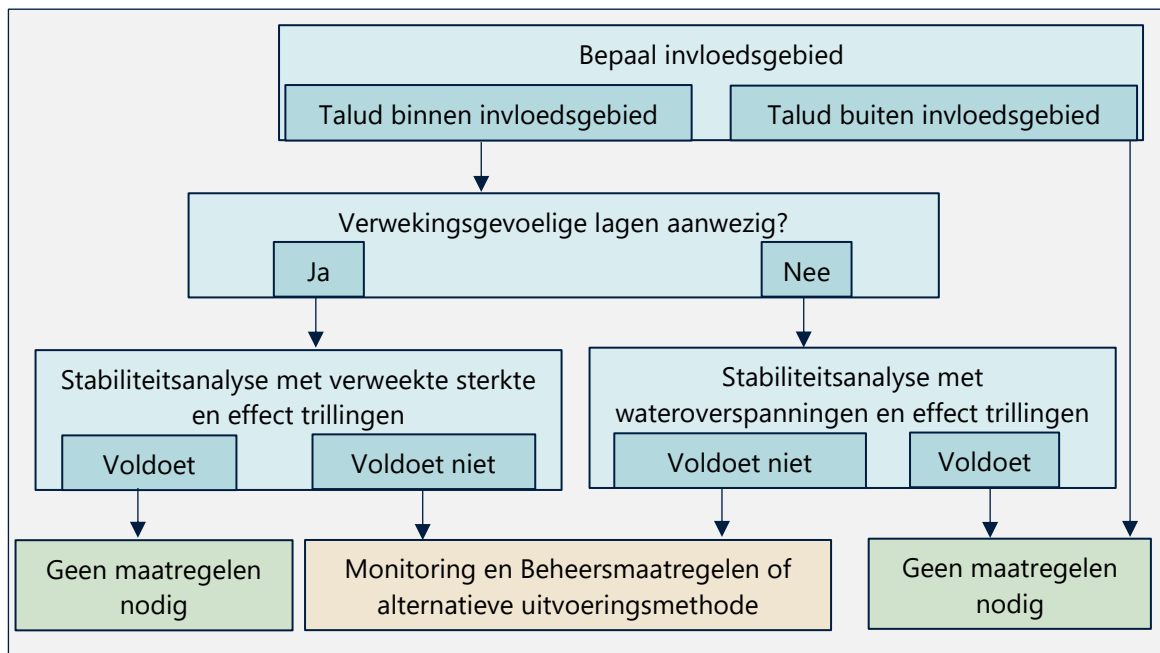 Bepaal invloedsgebied
Talud binnen invloedsgebied
Talud buiten invloedsgebied
Verwekingsgevoelige lagen aanwezig?
Ja
Nee
Stabiliteitsanalyse met verweekte sterkte
en effect trillingen
Voldoet
Voldoet niet
Stabiliteitsanalyse met
wateroverspanningen en effect trillingen
Voldoet niet
Voldoet
Geen maatregelen
nodig
Monitoring en Beheersmaatregelen of
alternatieve uitvoeringsmethode
Geen maatregelen
nodig